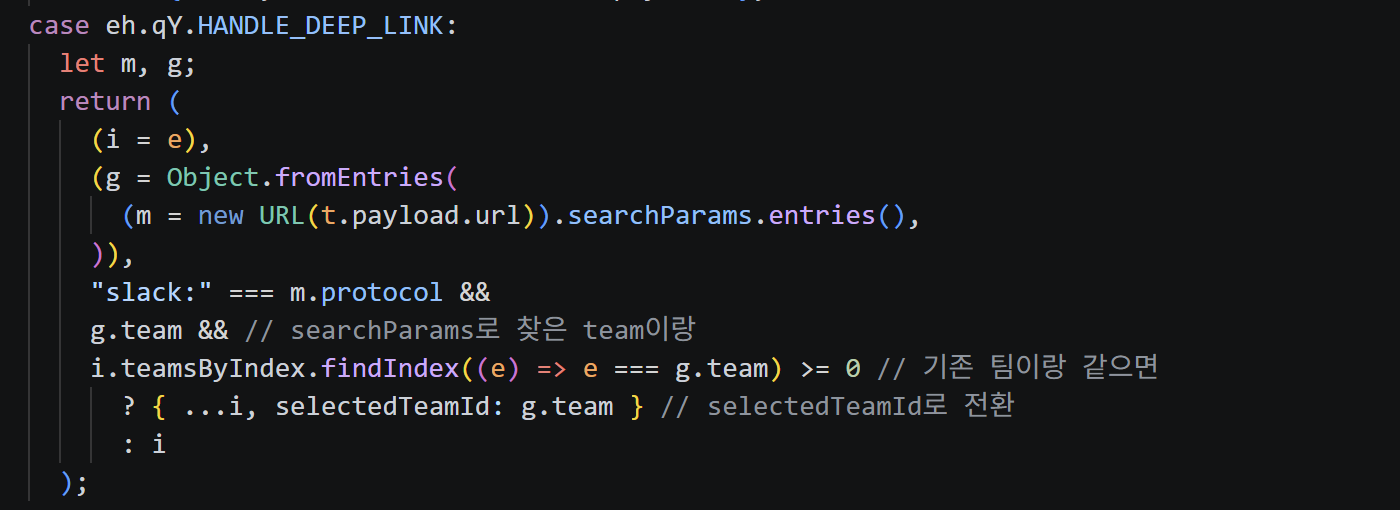 case eh.qY.HANDLE_DEEP_LINK:
let m, g;
return (
(i = e),
(g = Object.fromEntries(
(m = new URL(t.payload.url)).searchParams.entries(),
)),
"slack:" === m.protocol &&
g.team && // searchParams로 찾은 team이랑
i.teamsByIndex.findIndex((e) => e === g.team) >= 0 // 기존 팀이랑 같으면
? { ...i, selectedTeamId: g.team } // selectedTeamId로 전환
: i
);